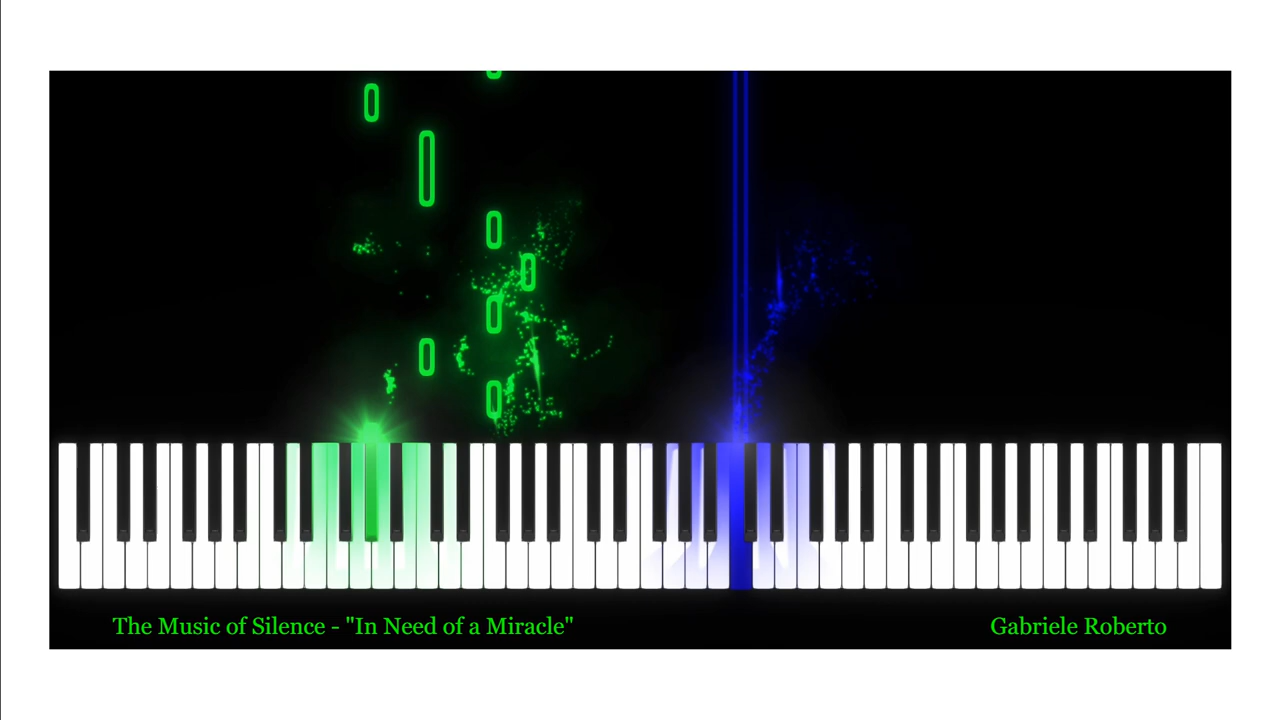 The Music of Silence - "In Need of a Miracle"
Gabriele Roberto